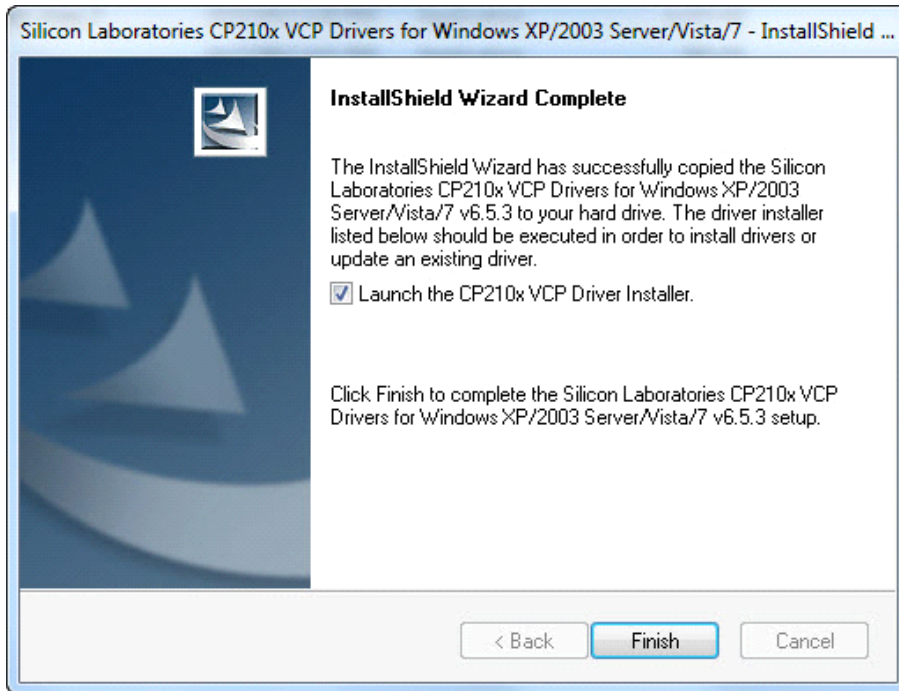 Silicon Laboratories CP210x VCP Drivers for Windows XP/2003 Server/Vista/7 - InstallShield ...
InstallShield Wizard Complete
The InstallShield Wizard has successfully copied the Silicon
Laboratories CP210x VCP Drivers for Windows XP/2003
Server/Vista/7 v6.5.3 to your hard drive. The driver installer
listed below should be executed in order to install drivers or
update an existing driver.
Launch the CP210x VCP Driver Installer.
Click Finish to complete the Silicon Laboratories CP210x VCP
Drivers for Windows XP/2003 Server/Vista/7 v6.5.3 setup.
< Back
Finish
Cancel